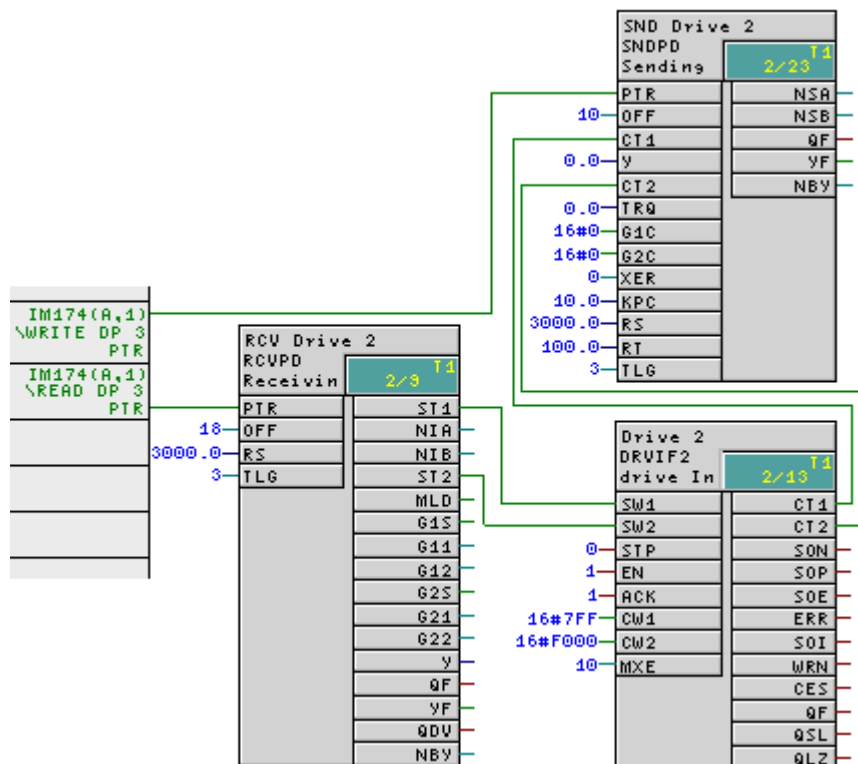 SND Drive 2
SNDPD
Sending
T1
2/23
PTR
NSA
10
OFF
NSB
CT1
QF
0.0
Y
YF
CT2
NBY
0.0
TRQ
16#0
G1C
16#0
G2C
0
XER
10.0
KPC
3000.0
RS
100.0
RT
3
TLG
IM174(A,1)
\WRITE DP 3
PTR
IM174(A,1)
\READ DP 3
PTR
RCV Drive 2
RCVPD
Receivin
T1
2/9
PTR
ST1
18
OFF
NIA
3000.0
RS
NIB
3
TLG
ST2
MLD
G1S
G11
G12
G2S
G21
G22
Y
QF
YF
QDV
NBY
Drive 2
DRVIF2
drive In
T1
2/13
SW1
CT1
SW2
CT2
0
STP
SON
1
EN
SOP
1
ACK
SOE
16#7FF
CW1
ERR
16#F000
CW2
SOI
10
MXE
WRN
CES
QF
QSL
QLZ